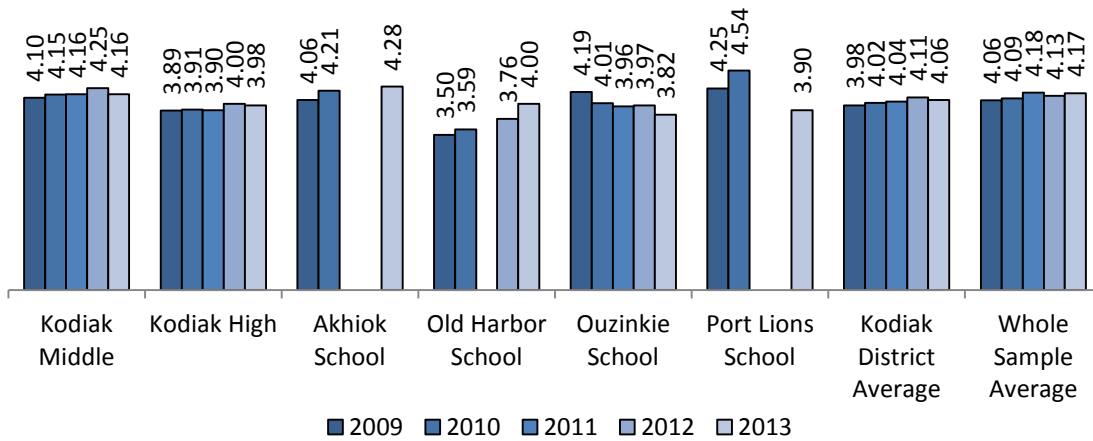 4.10
4.15
4.16
4.25
4.16
3.89
3.91
3.90
4.00
3.98
4.06
4.21
4.28
3.50
3.59
3.76
4.00
4.19
4.01
3.96
3.97
3.82
4.25
4.54
3.90
3.98
4.02
4.04
4.11
4.06
4.06
4.09
4.18
4.13
4.17
Kodiak
Middle
Kodiak High
Akhiok
School
Old Harbor
School
Ouzinkie
School
Port Lions
School
Kodiak
District
Average
Whole
Sample
Average
2009 2010 2011 2012 2013